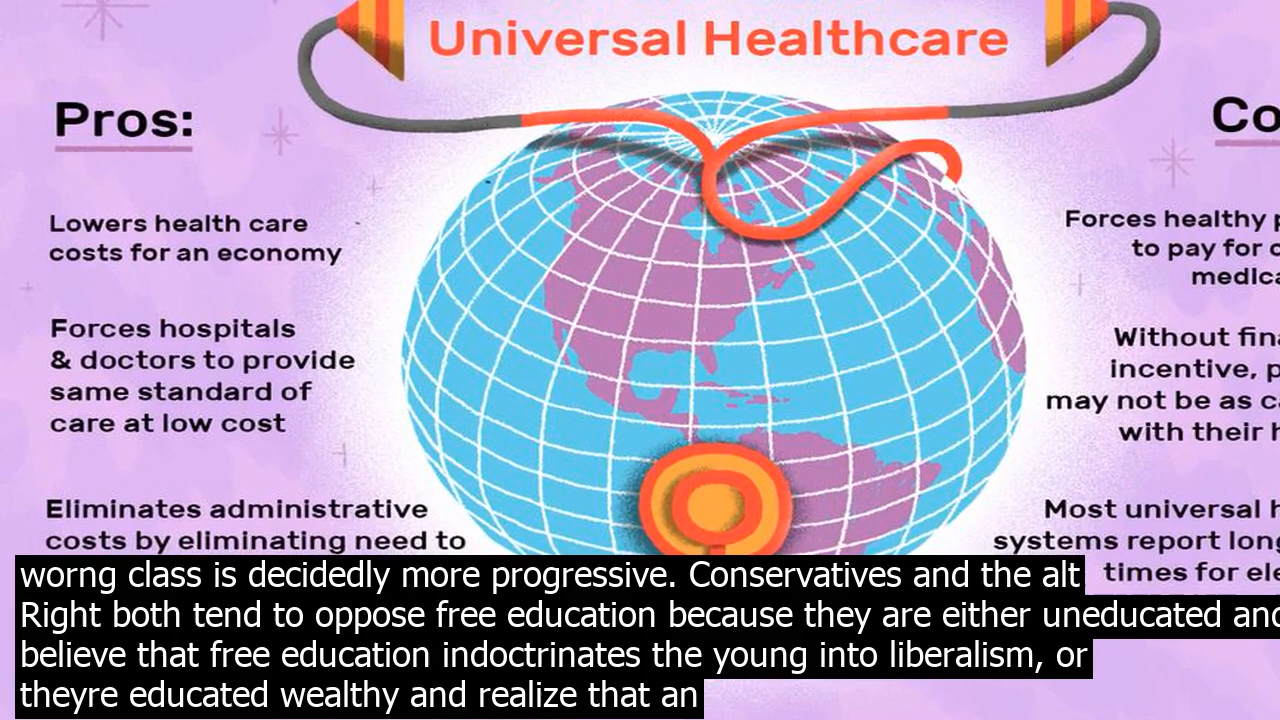 Universal Healthcare
Pros:
Lowers health care
costs for an economy
Forces hospitals
& doctors to provide
same standard of
care at low cost
Eliminates administrative
costs by eliminating need to
Co
Forces healthy p
to pay for o
medica
Without fina
incentive, p
may not be as ca
with their h
Most universal h
systems report long
times for ele
worng class is decidedly more progressive. Conservatives and the alt
Right both tend to oppose free education because they are either uneducated and
believe that free education indoctrinates the young into liberalism, or
theyre educated wealthy and realize that an